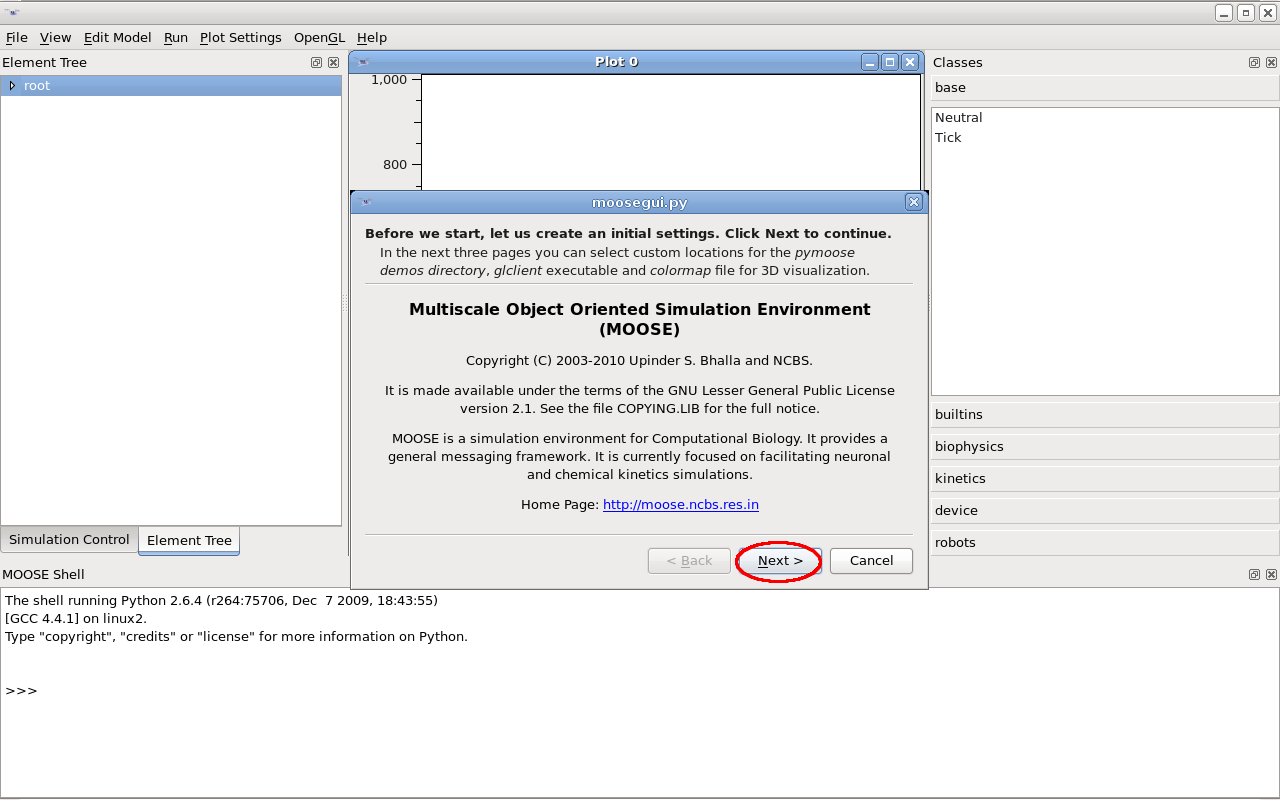 File View Edit Model Run Plot Settings OpenGL Help
Element Tree
root
Simulation Control Element Tree
Plot 0
1,000
800
moosegui.py
Before we start, let us create an initial settings. Click Next to continue.
In the next three pages you can select custom locations for the pymoose
demos directory, glclient executable and colormap file for 3D visualization.
Multiscale Object Oriented Simulation Environment
(MOOSE)
Copyright (C) 2003-2010 Upinder S. Bhalla and NCBS.
It is made available under the terms of the GNU Lesser General Public License
version 2.1. See the file COPYING.LIB for the full notice.
MOOSE is a simulation environment for Computational Biology. It provides a
general messaging framework. It is currently focused on facilitating neuronal
and chemical kinetics simulations.
Home Page: http://moose.ncbs.res.in
< Back Next > Cancel
Classes
base
Neutral
Tick
builtins
biophysics
kinetics
device
robots
MOOSE Shell
The shell running Python 2.6.4 (r264:75706, Dec  7 2009, 18:43:55)
[GCC 4.4.1] on linux2.
Type "copyright", "credits" or "license" for more information on Python.
>>>